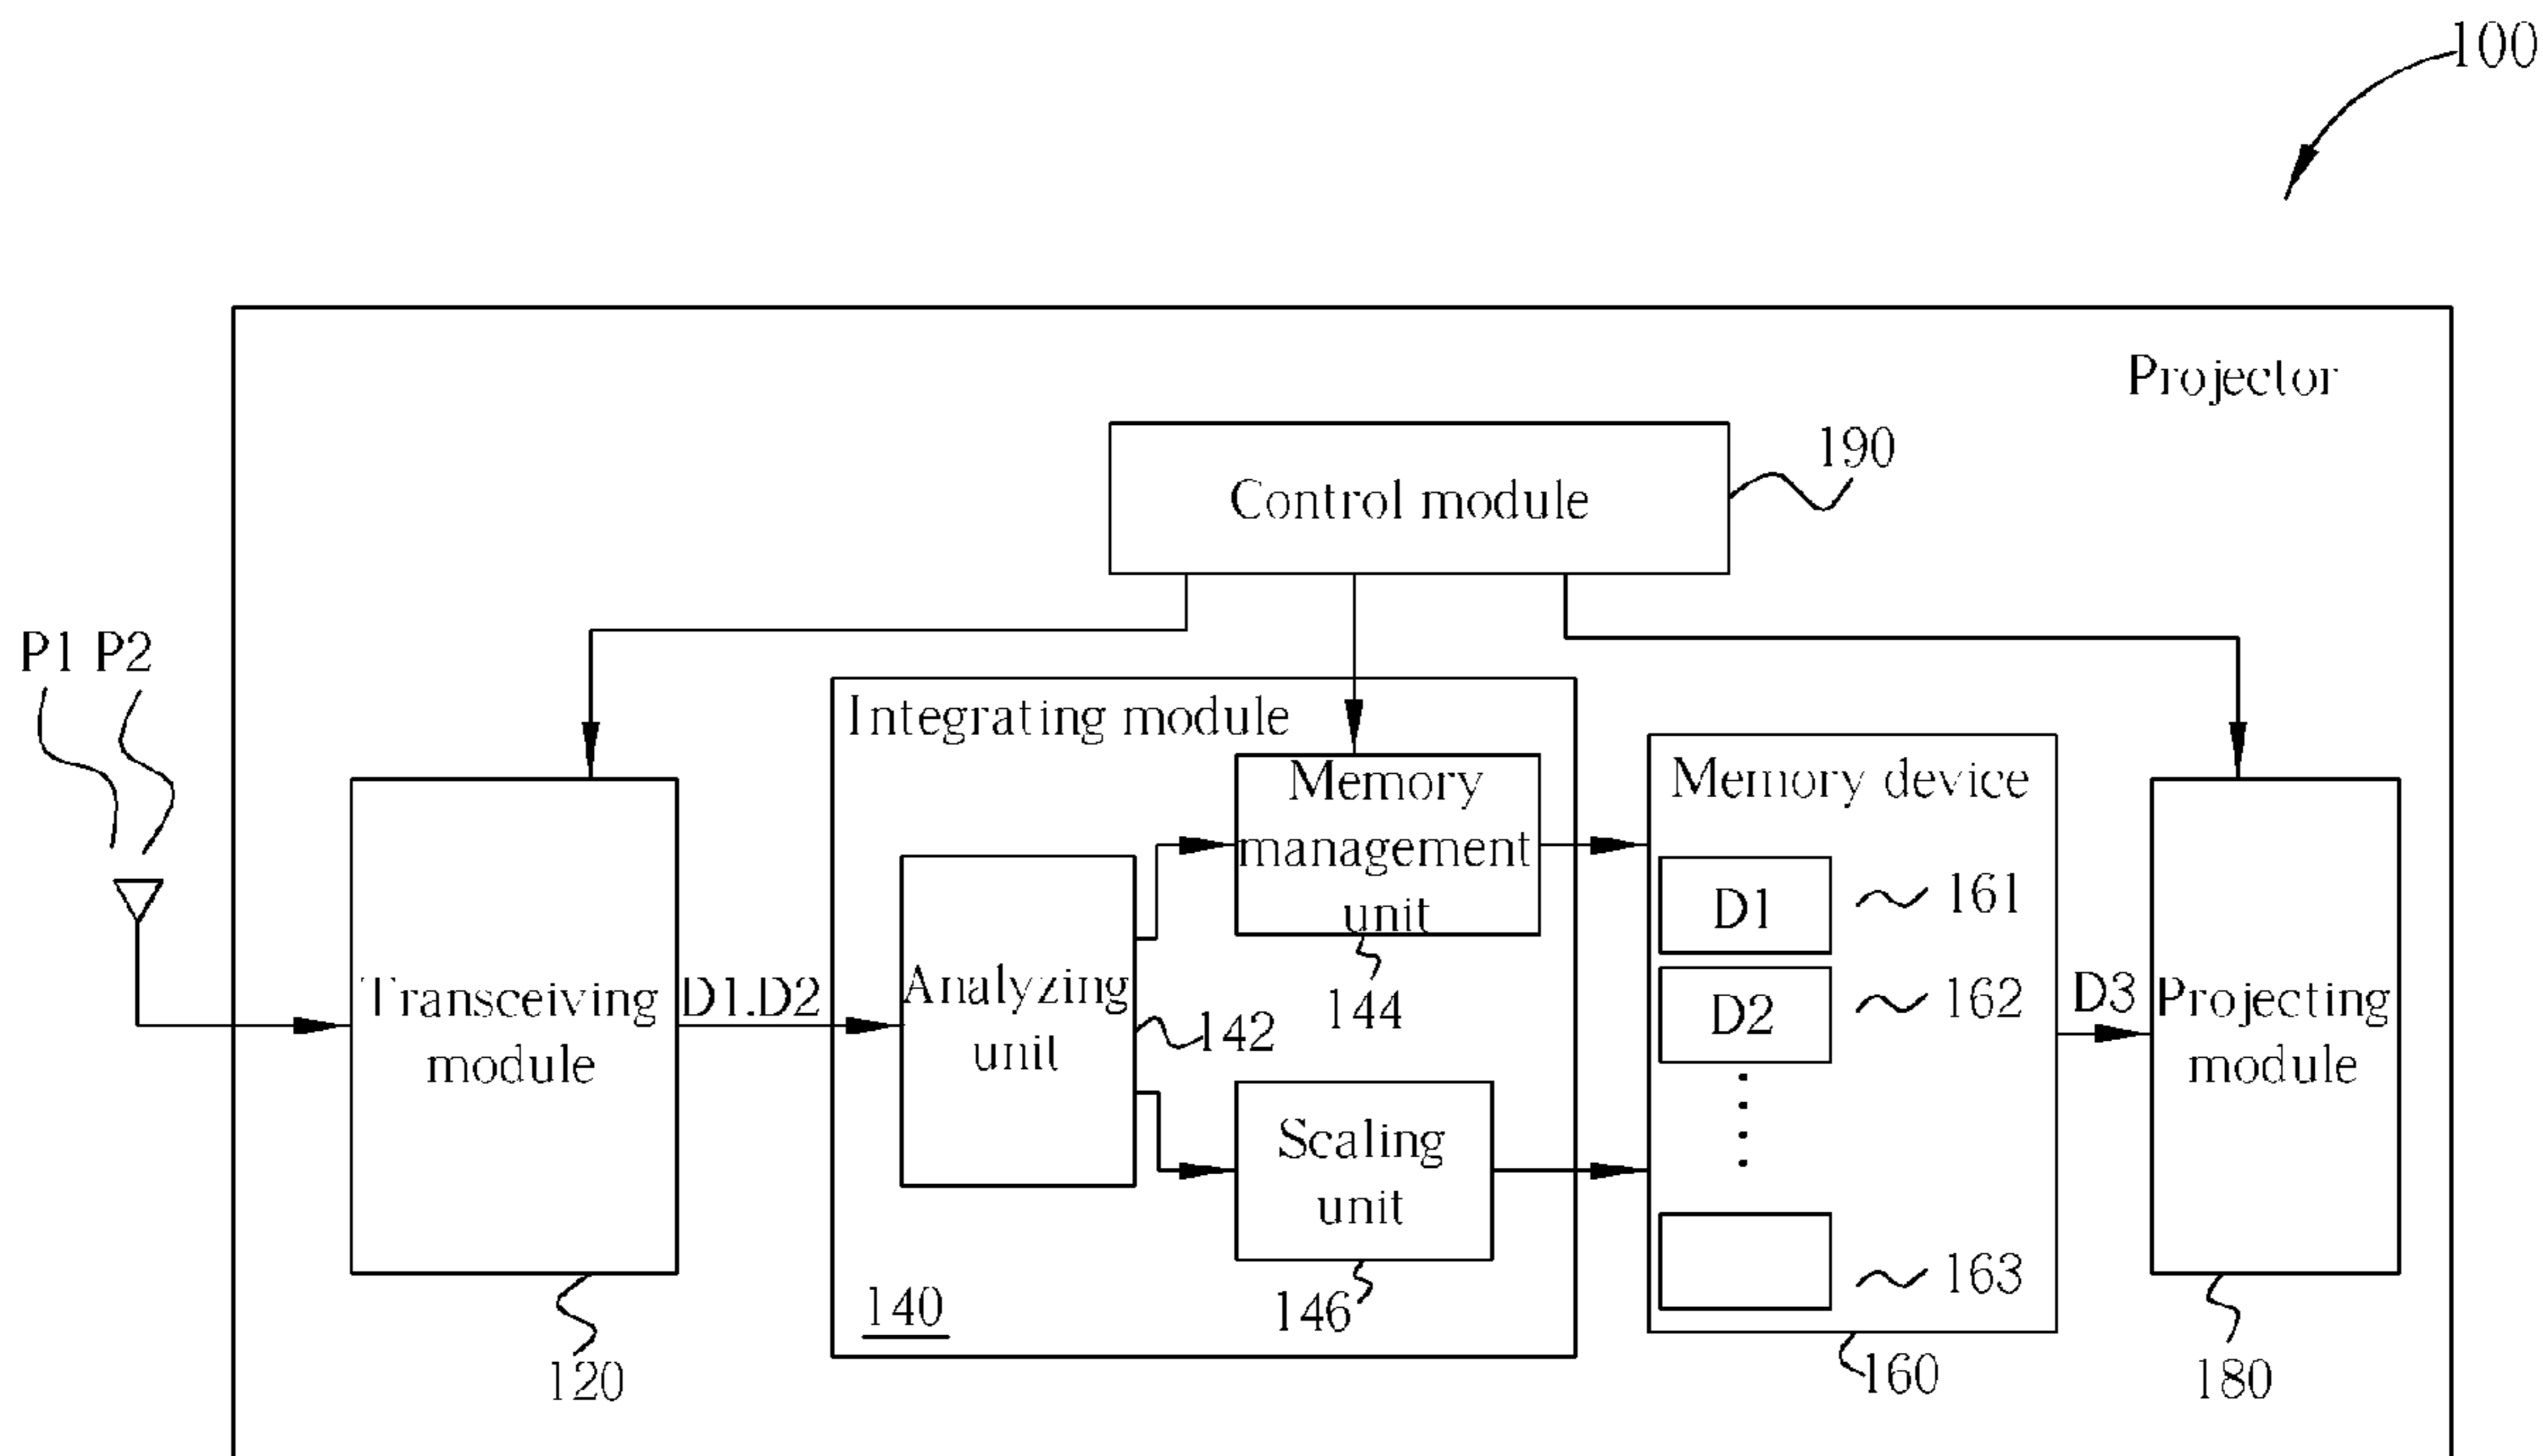 100
Projector
190
Control module
P1 P2
Integrating module
Memory
management
unit
Memory device
D1
161
Transceiving
module
D1.D2
Analyzing
unit
142
144
D2
162
D3
Projecting
module
Scaling
unit
163
140
146
120
160
180